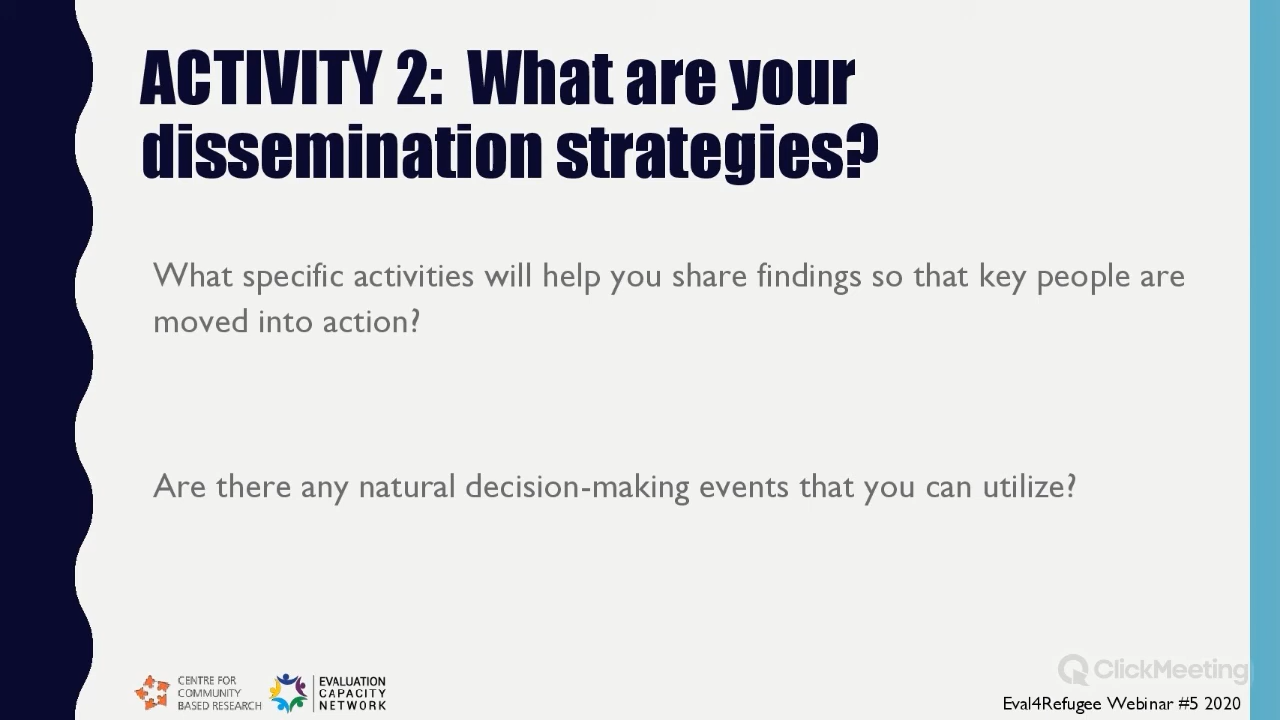 ACTIVITY 2: What are your
dissemination strategies?
What specific activities will help you share findings so that key people are
moved into action?
Are there any natural decision-making events that you can utilize?
CENTRE FOR
COMMUNITY
BASED RESEARCH
EVALUATION
CAPACITY
NETWORK
ClickMeeting
Eval4Refugee Webinar #5 2020